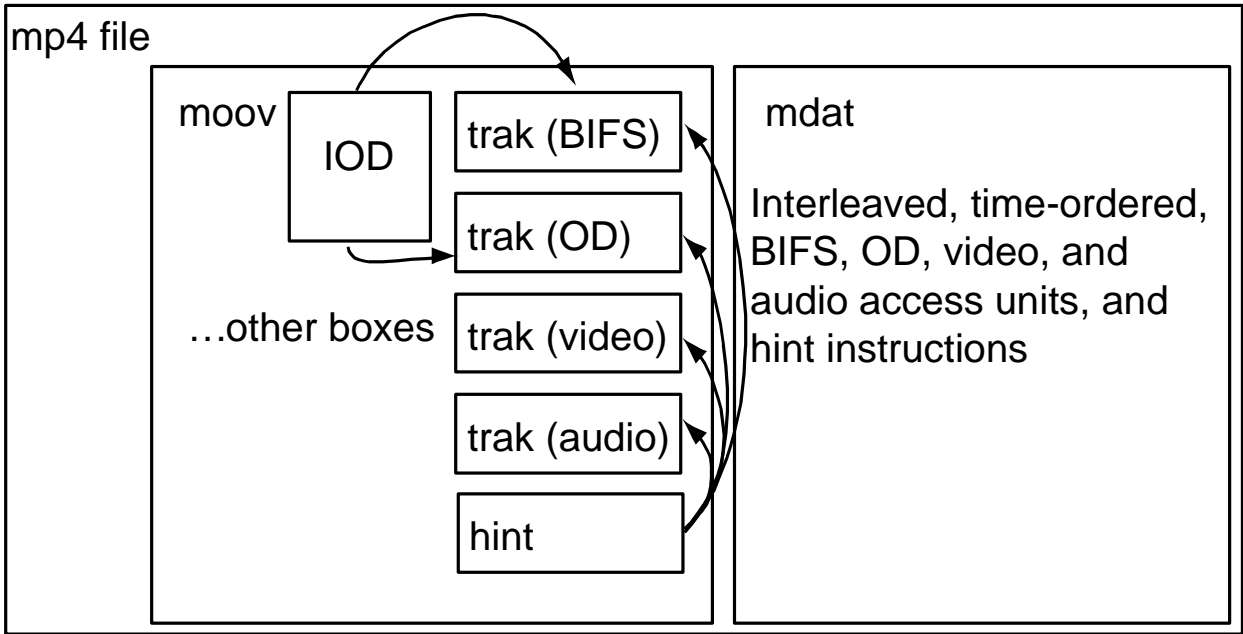 mp4 file
moov
IOD
trak (BIFS)
trak (OD)
…other boxes
trak (video)
trak (audio)
hint
mdat
Interleaved, time-ordered,
BIFS, OD, video, and
audio access units, and
hint instructions